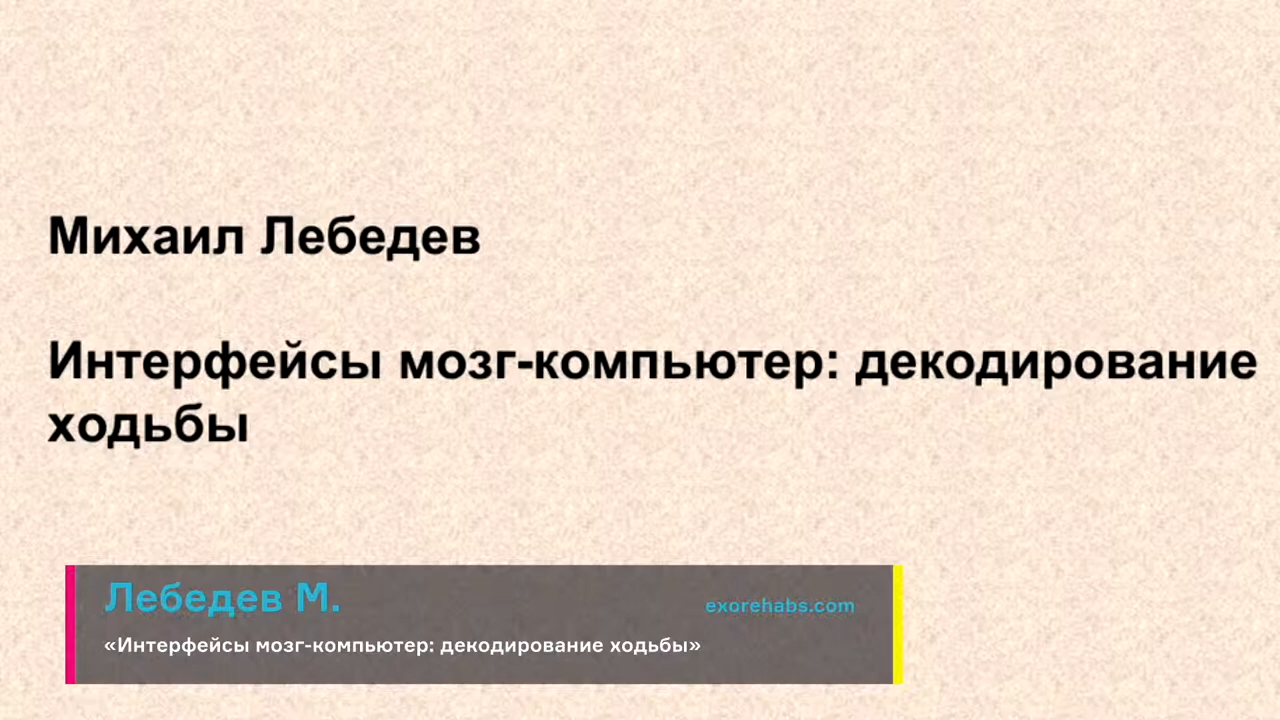 Михаил Лебедев
Интерфейсы мозг-компьютер: декодирование
ходьбы
Лебедев М.
exorehabs.com
«Интерфейсы мозг-компьютер: декодирование ходьбы»